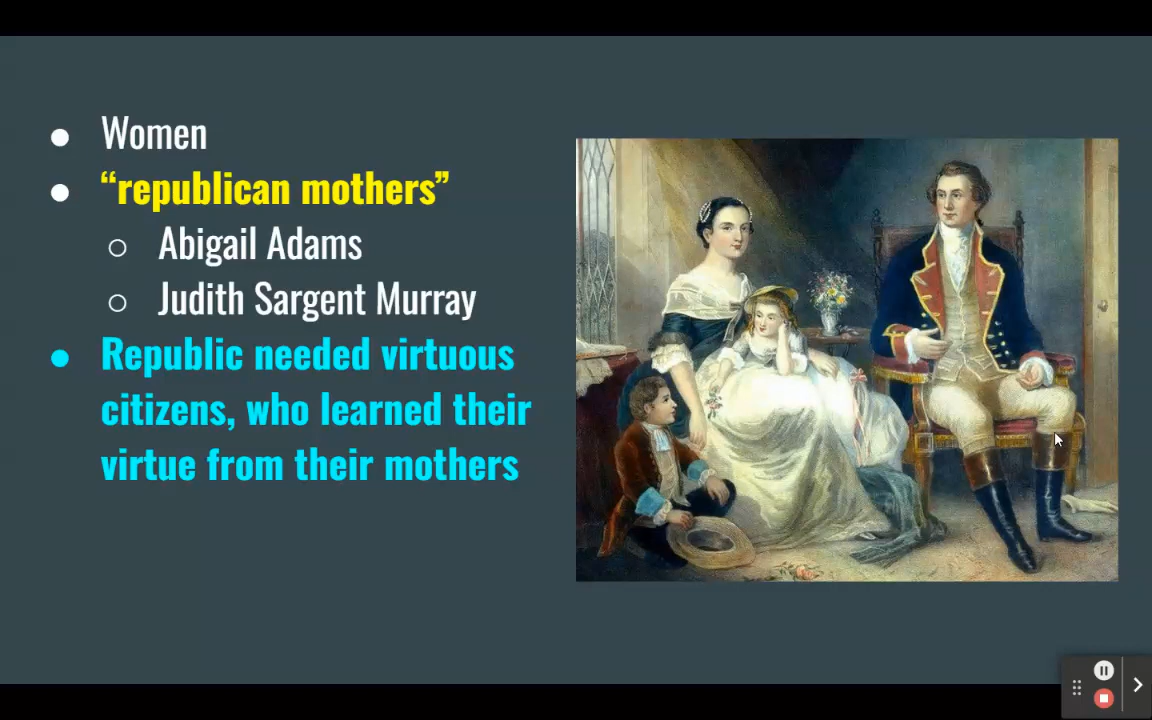 Women
“republican mothers”
Abigail Adams
Judith Sargent Murray
Republic needed virtuous
citizens, who learned their
virtue from their mothers